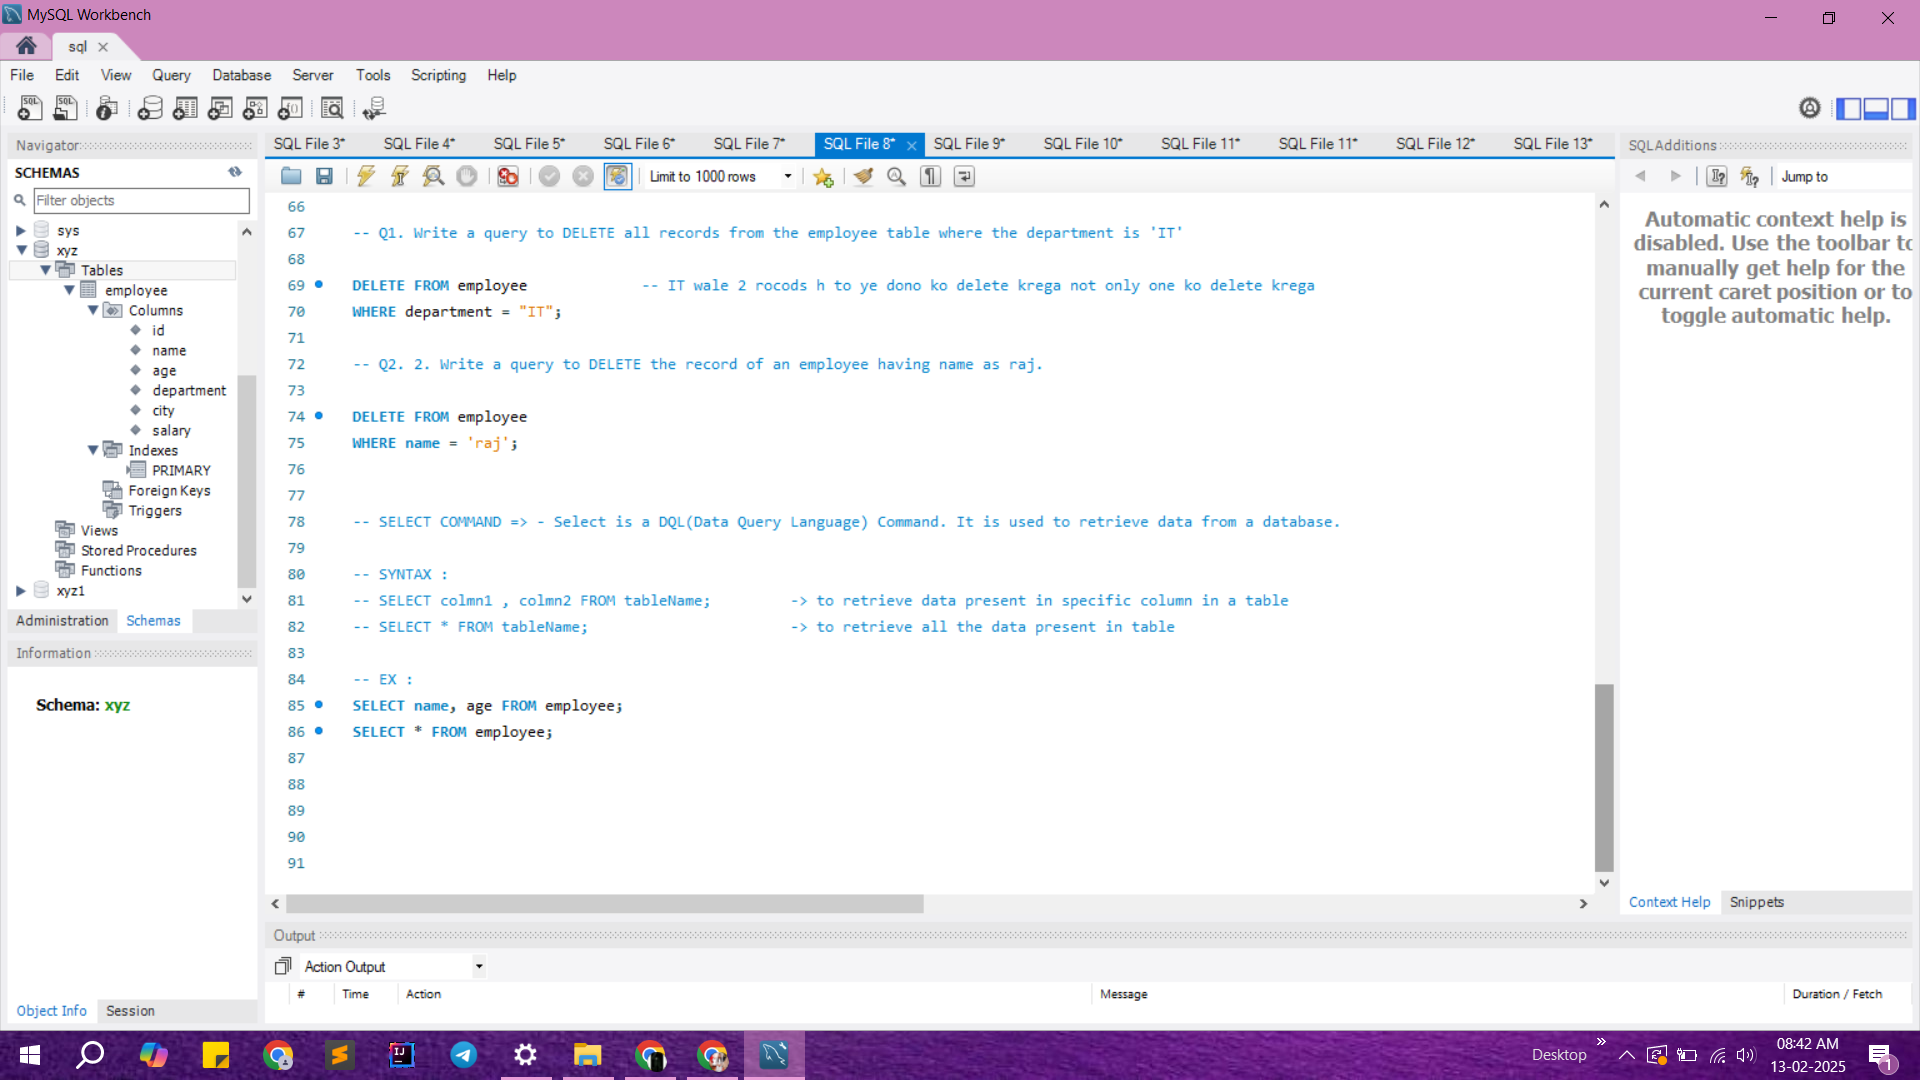 MySQL Workbench
sql
File Edit View Query Database Server Tools Scripting Help
Navigator
SCHEMAS
Filter objects
sys
xyz
Tables
employee
Columns
id
name
age
department
city
salary
Indexes
PRIMARY
Foreign Keys
Triggers
Views
Stored Procedures
Functions
xyz1
Administration Schemas
Information
Schema: xyz
Object Info Session
SQL File 3* SQL File 4* SQL File 5* SQL File 6* SQL File 7* SQL File 8* SQL File 9* SQL File 10* SQL File 11* SQL File 11* SQL File 12* SQL File 13*
Limit to 1000 rows
66
67 -- Q1. Write a query to DELETE all records from the employee table where the department is 'IT'
68
69 DELETE FROM employee -- IT wale 2 rocods h to ye dono ko delete krega not only one ko delete krega
70 WHERE department = "IT";
71
72 -- Q2. 2. Write a query to DELETE the record of an employee having name as raj.
73
74 DELETE FROM employee
75 WHERE name = 'raj';
76
77
78 -- SELECT COMMAND => - Select is a DQL(Data Query Language) Command. It is used to retrieve data from a database.
79
80 -- SYNTAX :
81 -- SELECT colmn1 , colmn2 FROM tableName; -> to retrieve data present in specific column in a table
82 -- SELECT * FROM tableName; -> to retrieve all the data present in table
83
84 -- EX :
85 SELECT name, age FROM employee;
86 SELECT * FROM employee;
87
88
89
90
91
Output
Action Output
# Time Action Message Duration / Fetch
SQLAdditions
Jump to
Automatic context help is
disabled. Use the toolbar to
manually get help for the
current caret position or to
toggle automatic help.
Context Help Snippets
Desktop
08:42 AM
13-02-2025
1